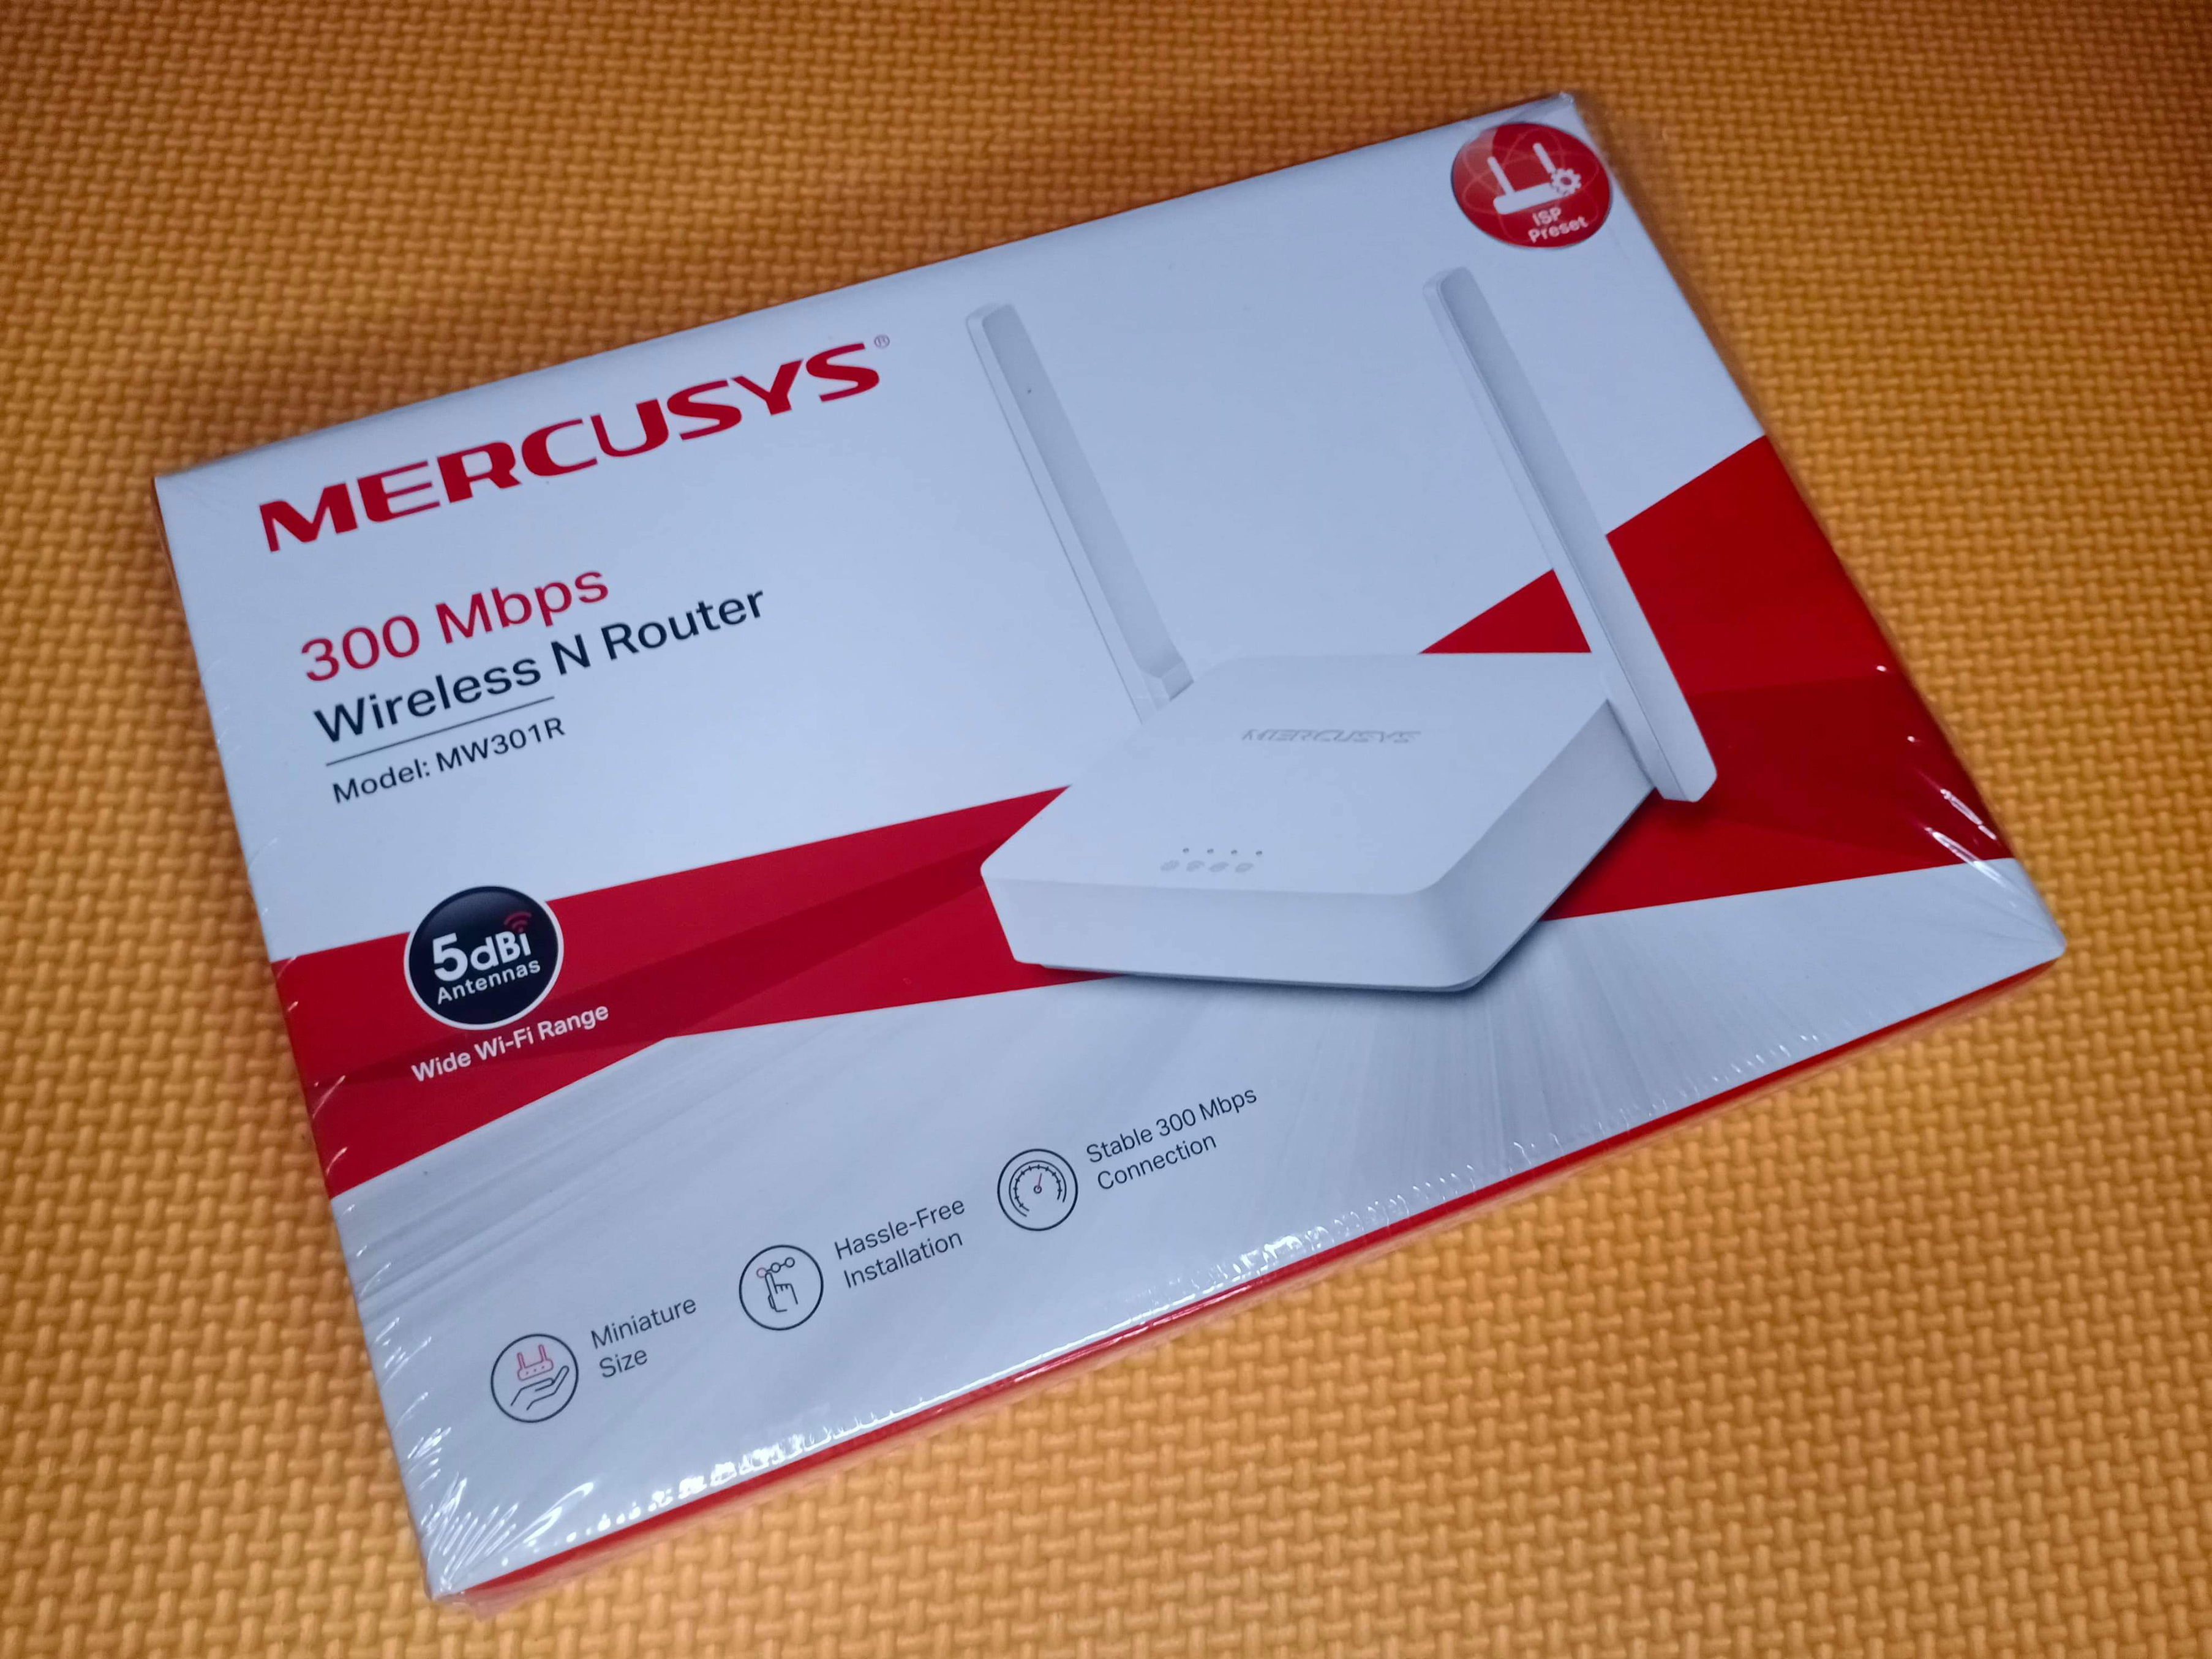 ISP
Preset
MERCUSYS®
300 Mbps
Wireless N Router
Model: MW301R
MERCUSYS
5dBi
Antennas
Wide Wi-Fi Range
Miniature
Size
Hassle-Free
Installation
Stable 300 Mbps
Connection